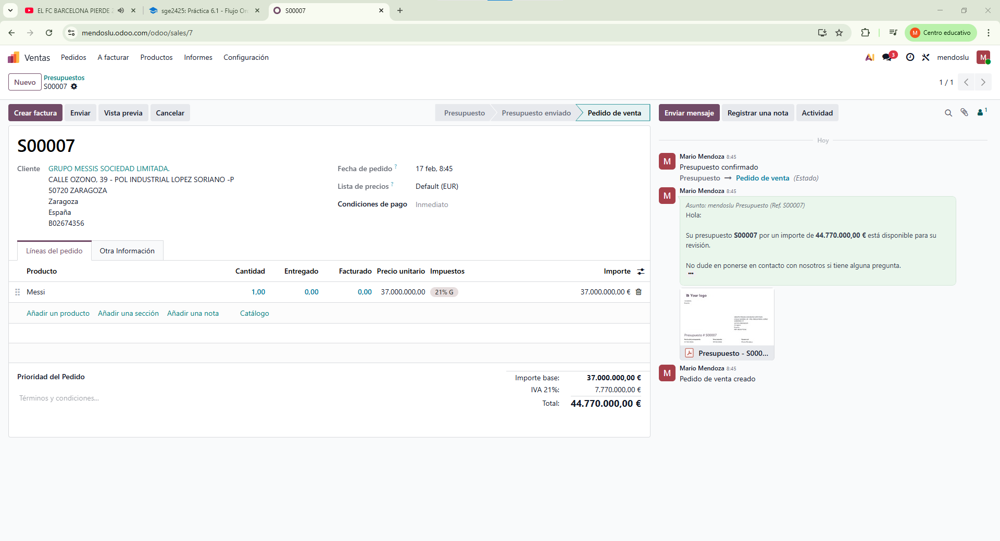 EL FC BARCELONA PIERDE 2
sge2425: Práctica 6.1 - Flujo Or
S00007
mendoslu.odoo.com/odoo/sales/7
M
Centro educativo
Ventas
Pedidos
A facturar
Productos
Informes
Configuración
AI
3
mendoslu
M
Nuevo
Presupuestos
S00007
1 / 1
Crear factura
Enviar
Vista previa
Cancelar
Presupuesto
Presupuesto enviado
Pedido de venta
Enviar mensaje
Registrar una nota
Actividad
1
S00007
Cliente
GRUPO MESSIS SOCIEDAD LIMITADA.
CALLE OZONO, 39 - POL INDUSTRIAL LOPEZ SORIANO -P
50720 ZARAGOZA
Zaragoza
España
B02674356
Fecha de pedido ?
17 feb, 8:45
Lista de precios ?
Default (EUR)
Condiciones de pago
Inmediato
Líneas del pedido
Otra Información
Producto Cantidad Entregado Facturado Precio unitario Impuestos Importe
Messi 1,00 0,00 0,00 37.000.000,00 21% G 37.000.000,00 €
Añadir un producto Añadir una sección Añadir una nota Catálogo
Prioridad del Pedido
Términos y condiciones...
Importe base: 37.000.000,00 €
IVA 21%: 7.770.000,00 €
Total: 44.770.000,00 €
Hoy
M
Mario Mendoza 8:45
Presupuesto confirmado
Presupuesto → Pedido de venta (Estado)
M
Mario Mendoza 8:45
Asunto: mendoslu Presupuesto (Ref. S00007)
Hola:
Su presupuesto S00007 por un importe de 44.770.000,00 € está disponible para su
revisión.
No dude en ponerse en contacto con nosotros si tiene alguna pregunta.
Your logo
Presupuesto # S00007
Presupuesto - S000...
M
Mario Mendoza 8:45
Pedido de venta creado